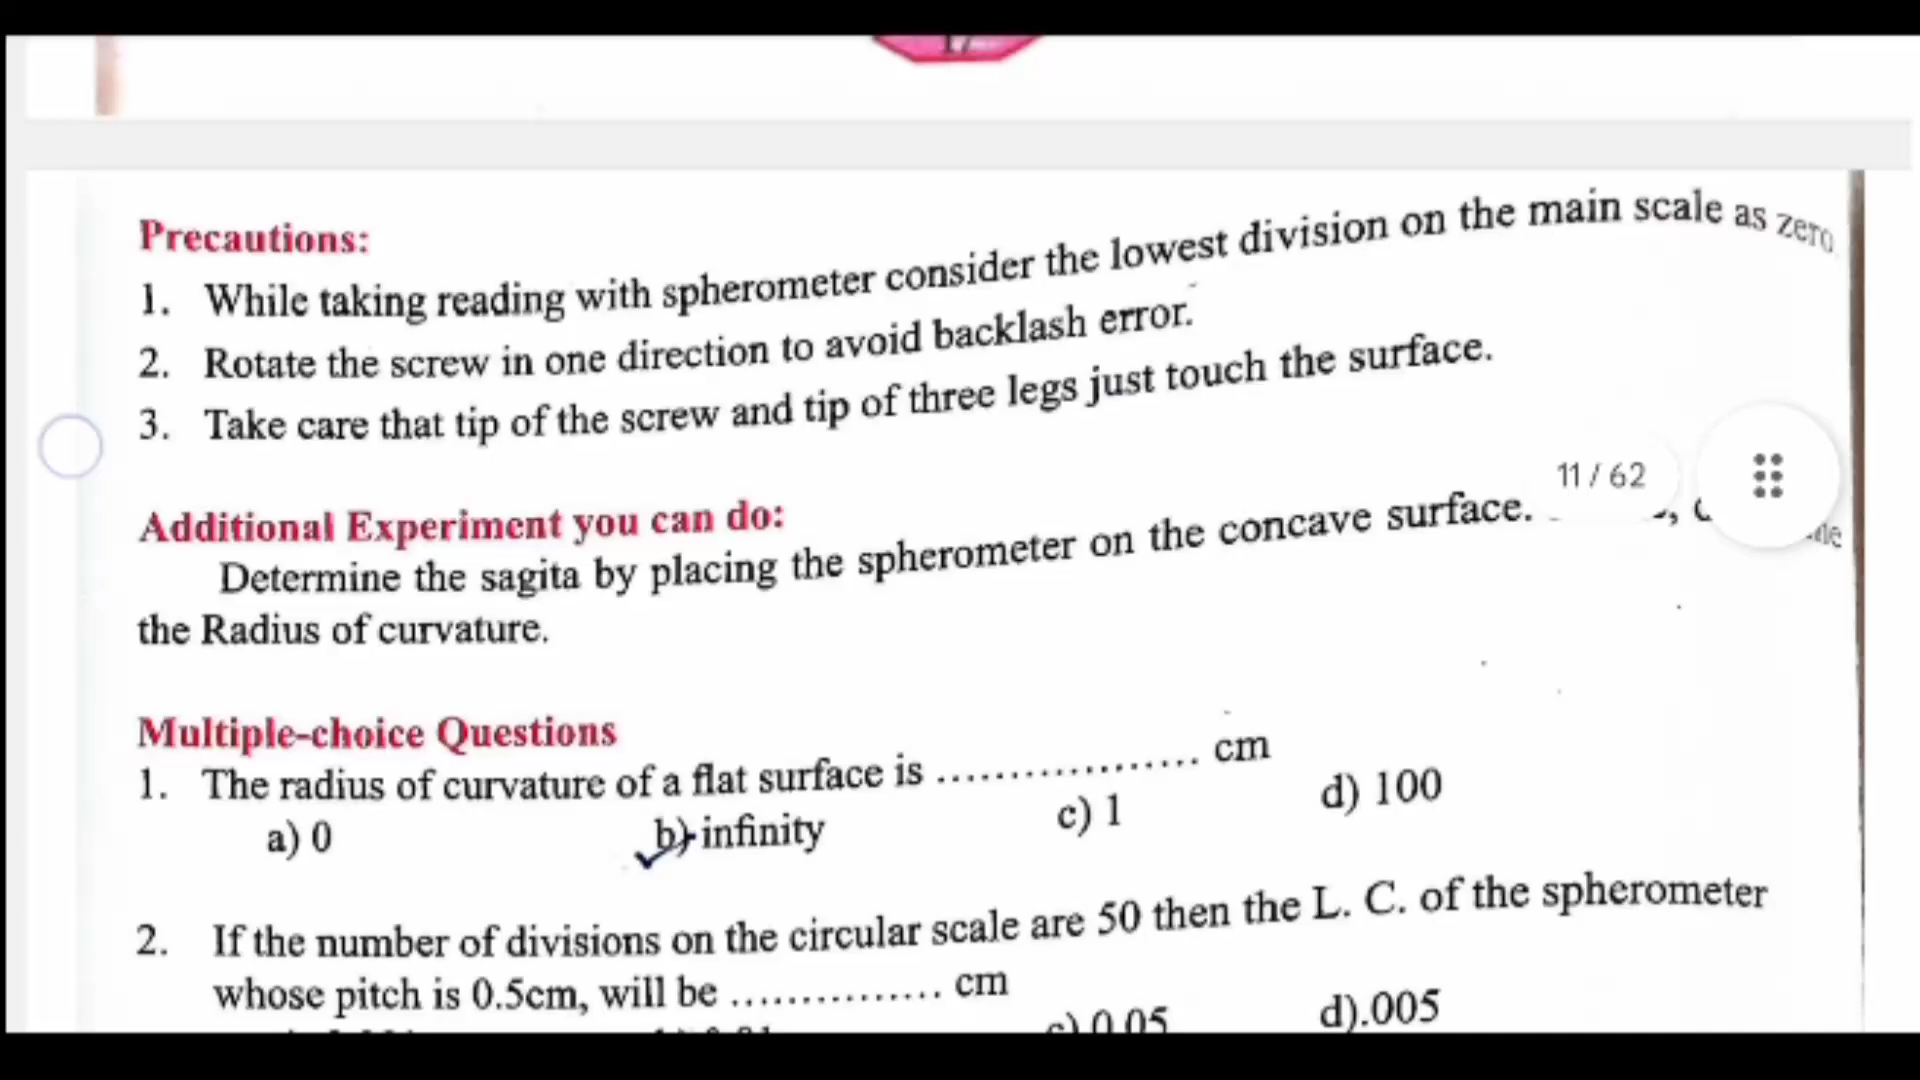 17
Precautions:
1. While taking reading with spherometer consider the lowest division on the main scale as zero
2. Rotate the screw in one direction to avoid backlash error.
3. Take care that tip of the screw and tip of three legs just touch the surface.
11 / 62
Additional Experiment you can do:
Determine the sagita by placing the spherometer on the concave surface.
the Radius of curvature.
Multiple-choice Questions
1. The radius of curvature of a flat surface is .................. cm
a) 0 b) infinity c) 1 d) 100
2. If the number of divisions on the circular scale are 50 then the L. C. of the spherometer
whose pitch is 0.5cm, will be ............... cm
c) 0.05 d).005